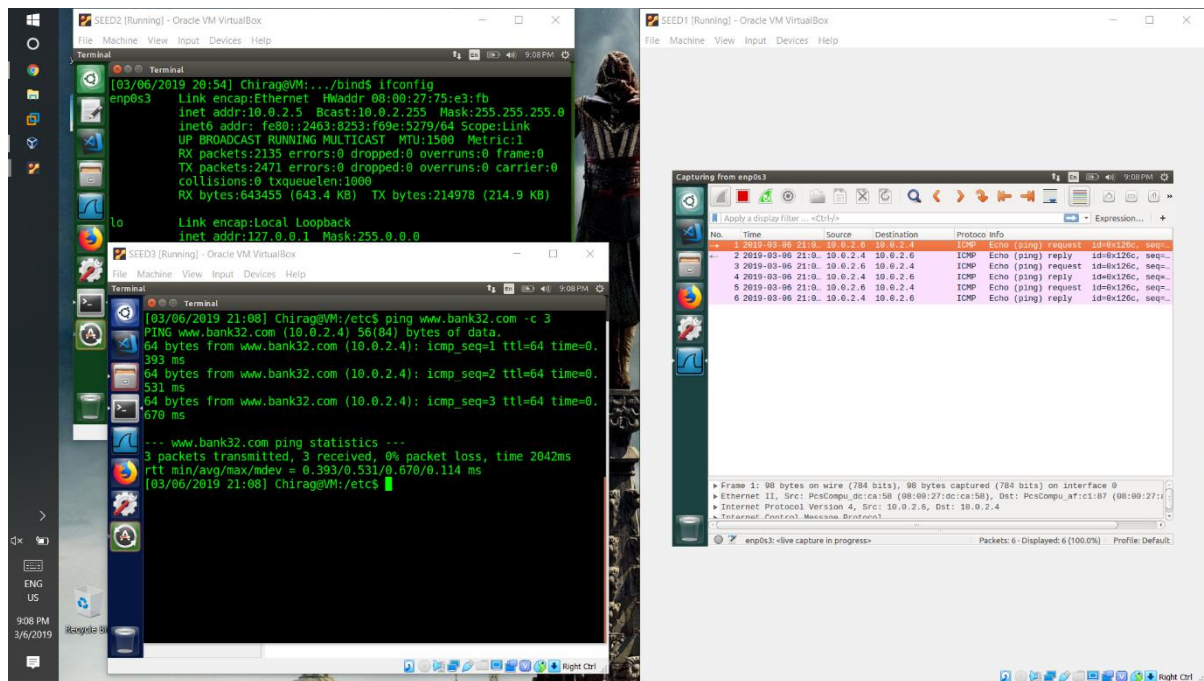 SEED2 [Running] - Oracle VM VirtualBox
File Machine View Input Devices Help
Terminal
9:08 PM
Terminal
[03/06/2019 20:54] Chirag@VM:.../bind$ ifconfig
enp0s3 Link encap:Ethernet HWaddr 08:00:27:75:e3:fb
inet addr:10.0.2.5 Bcast:10.0.2.255 Mask:255.255.255.0
inet6 addr: fe80::2463:8253:f69e:5279/64 Scope:Link
UP BROADCAST RUNNING MULTICAST MTU:1500 Metric:1
RX packets:2135 errors:0 dropped:0 overruns:0 frame:0
TX packets:2471 errors:0 dropped:0 overruns:0 carrier:0
collisions:0 txqueuelen:1000
RX bytes:643455 (643.4 KB) TX bytes:214978 (214.9 KB)
lo Link encap:Local Loopback
inet addr:127.0.0.1 Mask:255.0.0.0
SEED3 [Running] - Oracle VM VirtualBox
File Machine View Input Devices Help
Terminal
En 9:08 PM
Terminal
[03/06/2019 21:08] Chirag@VM:/etc$ ping www.bank32.com -c 3
PING www.bank32.com (10.0.2.4) 56(84) bytes of data.
64 bytes from www.bank32.com (10.0.2.4): icmp_seq=1 ttl=64 time=0.
393 ms
64 bytes from www.bank32.com (10.0.2.4): icmp_seq=2 ttl=64 time=0.
531 ms
64 bytes from www.bank32.com (10.0.2.4): icmp_seq=3 ttl=64 time=0.
670 ms
--- www.bank32.com ping statistics ---
3 packets transmitted, 3 received, 0% packet loss, time 2042ms
rtt min/avg/max/mdev = 0.393/0.531/0.670/0.114 ms
[03/06/2019 21:08] Chirag@VM:/etc$
Right Ctrl
ENG
US
9:08 PM
3/6/2019
Recycle Bi
SEED1 [Running] - Oracle VM VirtualBox
File Machine View Input Devices Help
Capturing from enp0s3
9:08 PM
Apply a display filter ... <Ctrl-/>
Expression... +
No. Time Source Destination Protoco Info
1 2019-03-06 21:0… 10.0.2.6 10.0.2.4 ICMP Echo (ping) request id=0x126c, seq=…
2 2019-03-06 21:0… 10.0.2.4 10.0.2.6 ICMP Echo (ping) reply id=0x126c, seq=…
3 2019-03-06 21:0… 10.0.2.6 10.0.2.4 ICMP Echo (ping) request id=0x126c, seq=…
4 2019-03-06 21:0… 10.0.2.4 10.0.2.6 ICMP Echo (ping) reply id=0x126c, seq=…
5 2019-03-06 21:0… 10.0.2.6 10.0.2.4 ICMP Echo (ping) request id=0x126c, seq=…
6 2019-03-06 21:0… 10.0.2.4 10.0.2.6 ICMP Echo (ping) reply id=0x126c, seq=…
Frame 1: 98 bytes on wire (784 bits), 98 bytes captured (784 bits) on interface 0
Ethernet II, Src: PcsCompu_dc:ca:58 (08:00:27:dc:ca:58), Dst: PcsCompu_af:c1:87 (08:00:27:
Internet Protocol Version 4, Src: 10.0.2.6, Dst: 10.0.2.4
Internet Control Message Protocol
enp0s3: <live capture in progress>
Packets: 6 · Displayed: 6 (100.0%)
Profile: Default
Right Ctrl